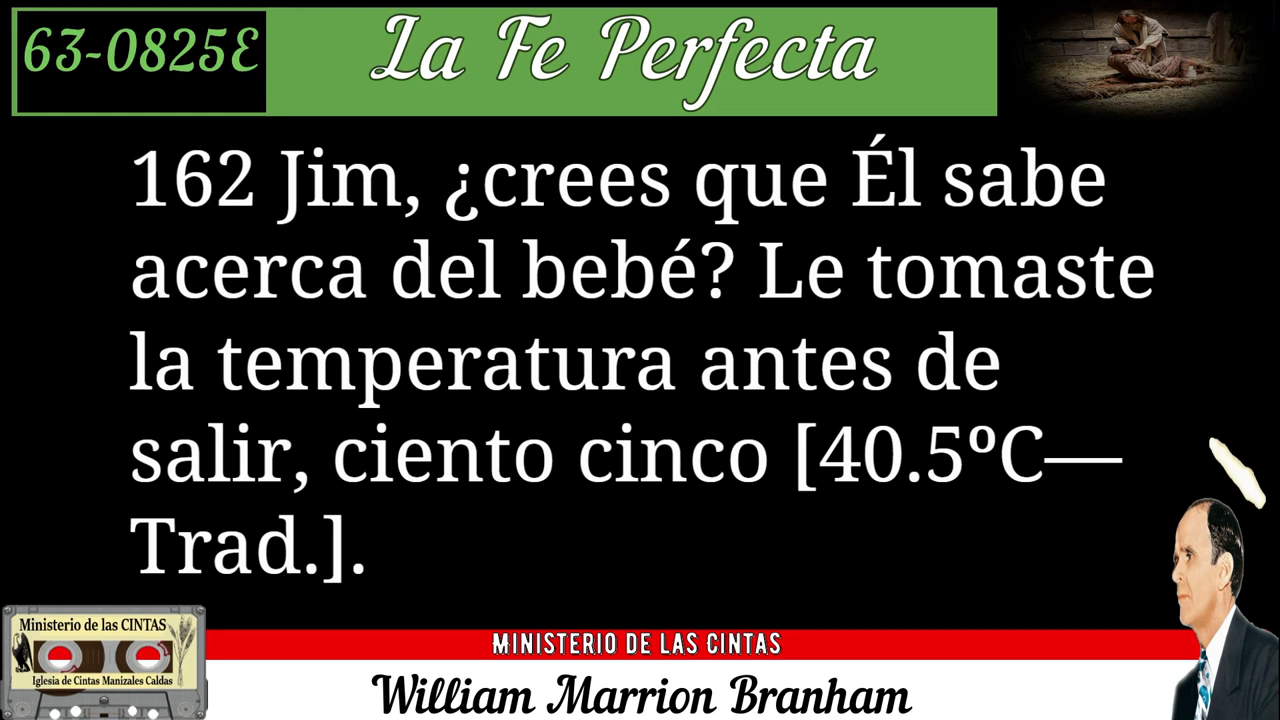 63-0825E
La Fe Perfecta
162 Jim, ¿crees que Él sabe
acerca del bebé? Le tomaste
la temperatura antes de
salir, ciento cinco [40.5ºC—
Trad.].
Ministerio de las CINTAS
Iglesia de Cintas Manizales Caldas
MINISTERIO DE LAS CINTAS
William Marrion Branham